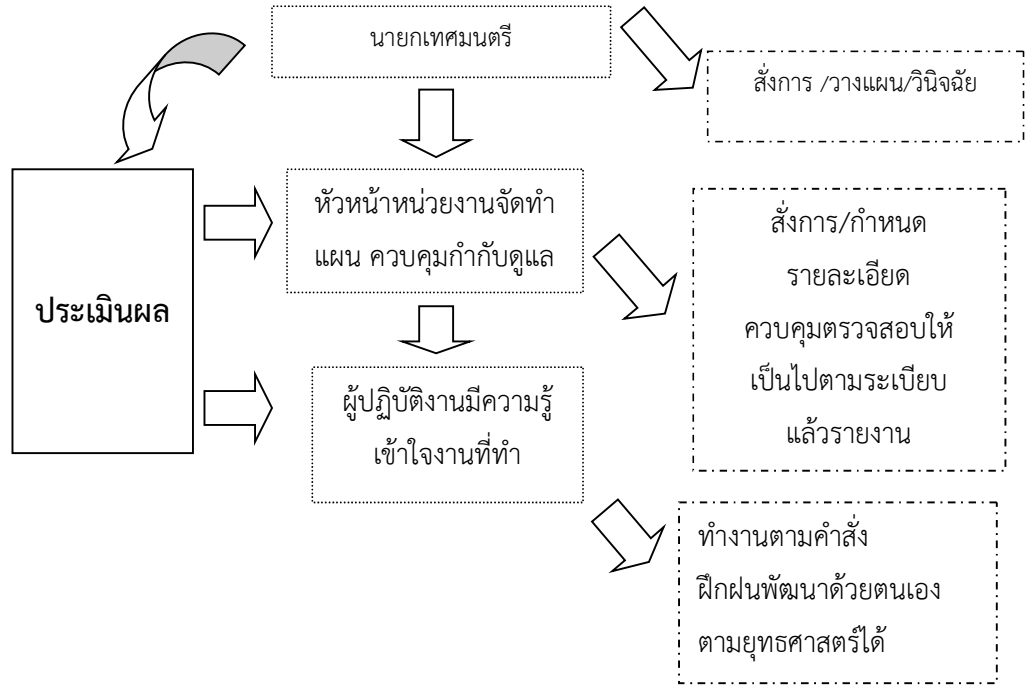 นายกเทศมนตรี
สั่งการ /วางแผน/วินิจฉัย
หัวหน้าหน่วยงานจัดทำ
แผน ควบคุมกำกับดูแล
สั่งการ/กำหนด
รายละเอียด
ควบคุมตรวจสอบให้
เป็นไปตามระเบียบ
แล้วรายงาน
ประเมินผล
ผู้ปฏิบัติงานมีความรู้
เข้าใจงานที่ทำ
ทำงานตามคำสั่ง
ฝึกฝนพัฒนาด้วยตนเอง
ตามยุทธศาสตร์ได้